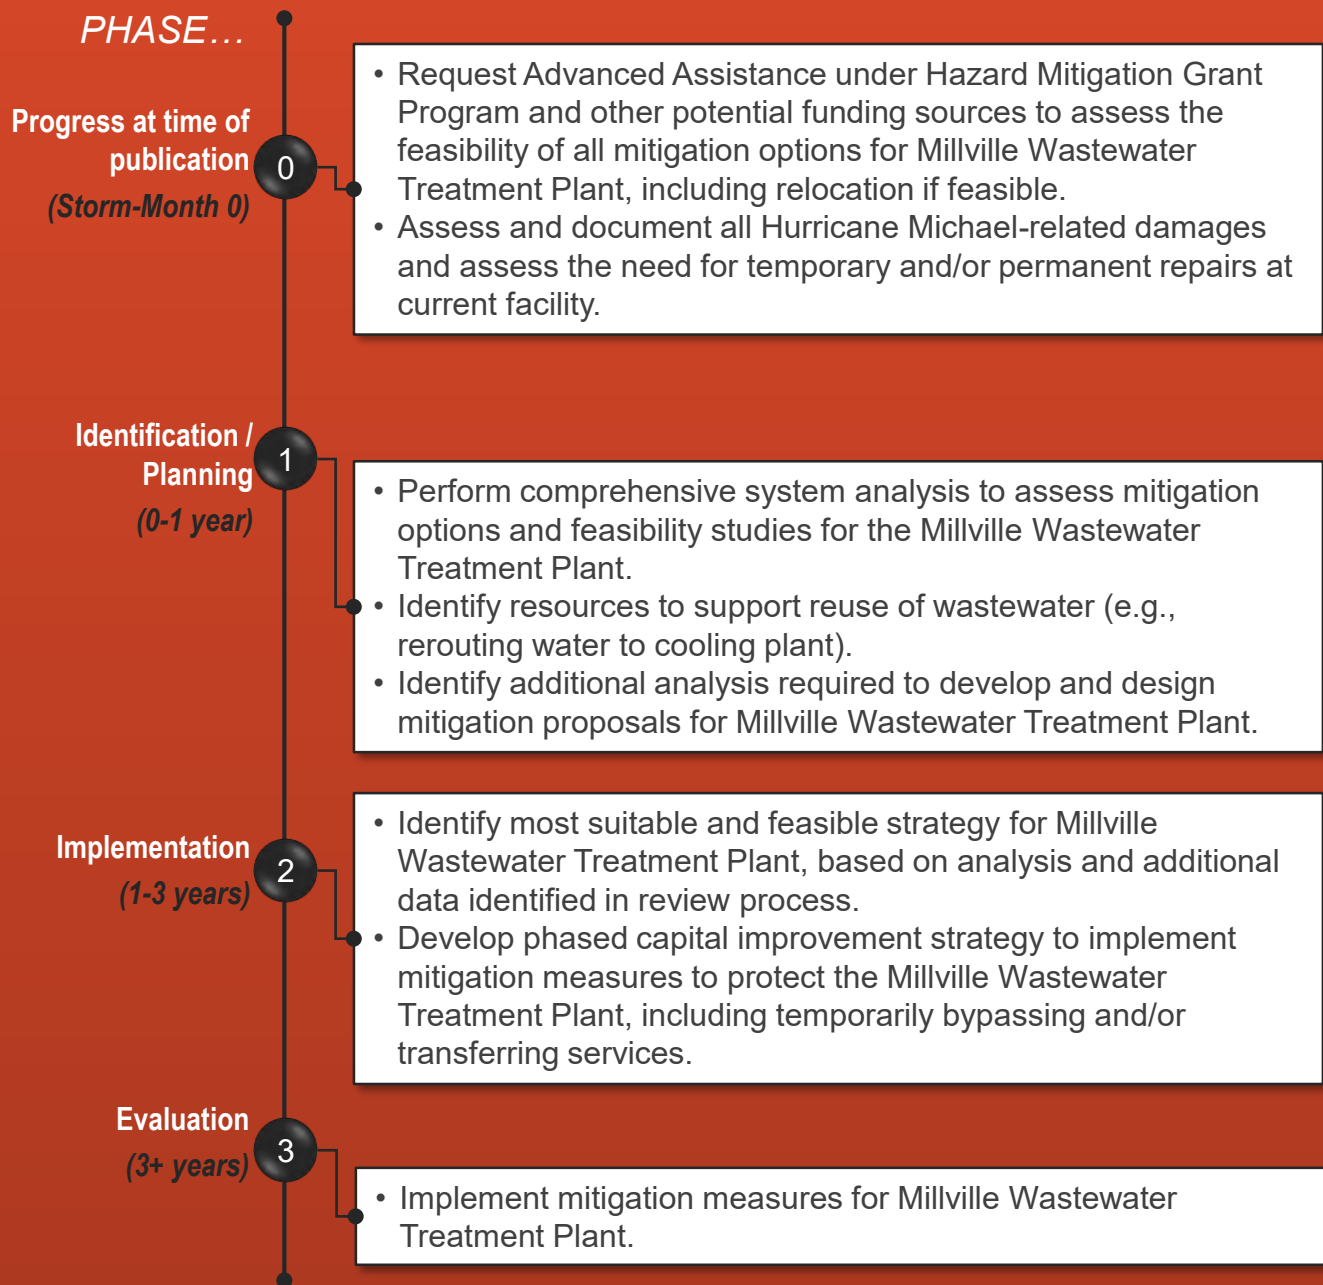 PHASE…
Progress at time of
publication
(Storm-Month 0)
0
• Request Advanced Assistance under Hazard Mitigation Grant
Program and other potential funding sources to assess the
feasibility of all mitigation options for Millville Wastewater
Treatment Plant, including relocation if feasible.
• Assess and document all Hurricane Michael-related damages
and assess the need for temporary and/or permanent repairs at
current facility.
Identification /
Planning
(0-1 year)
1
• Perform comprehensive system analysis to assess mitigation
options and feasibility studies for the Millville Wastewater
Treatment Plant.
• Identify resources to support reuse of wastewater (e.g.,
rerouting water to cooling plant).
• Identify additional analysis required to develop and design
mitigation proposals for Millville Wastewater Treatment Plant.
Implementation
(1-3 years)
2
• Identify most suitable and feasible strategy for Millville
Wastewater Treatment Plant, based on analysis and additional
data identified in review process.
• Develop phased capital improvement strategy to implement
mitigation measures to protect the Millville Wastewater
Treatment Plant, including temporarily bypassing and/or
transferring services.
Evaluation
(3+ years)
3
• Implement mitigation measures for Millville Wastewater
Treatment Plant.